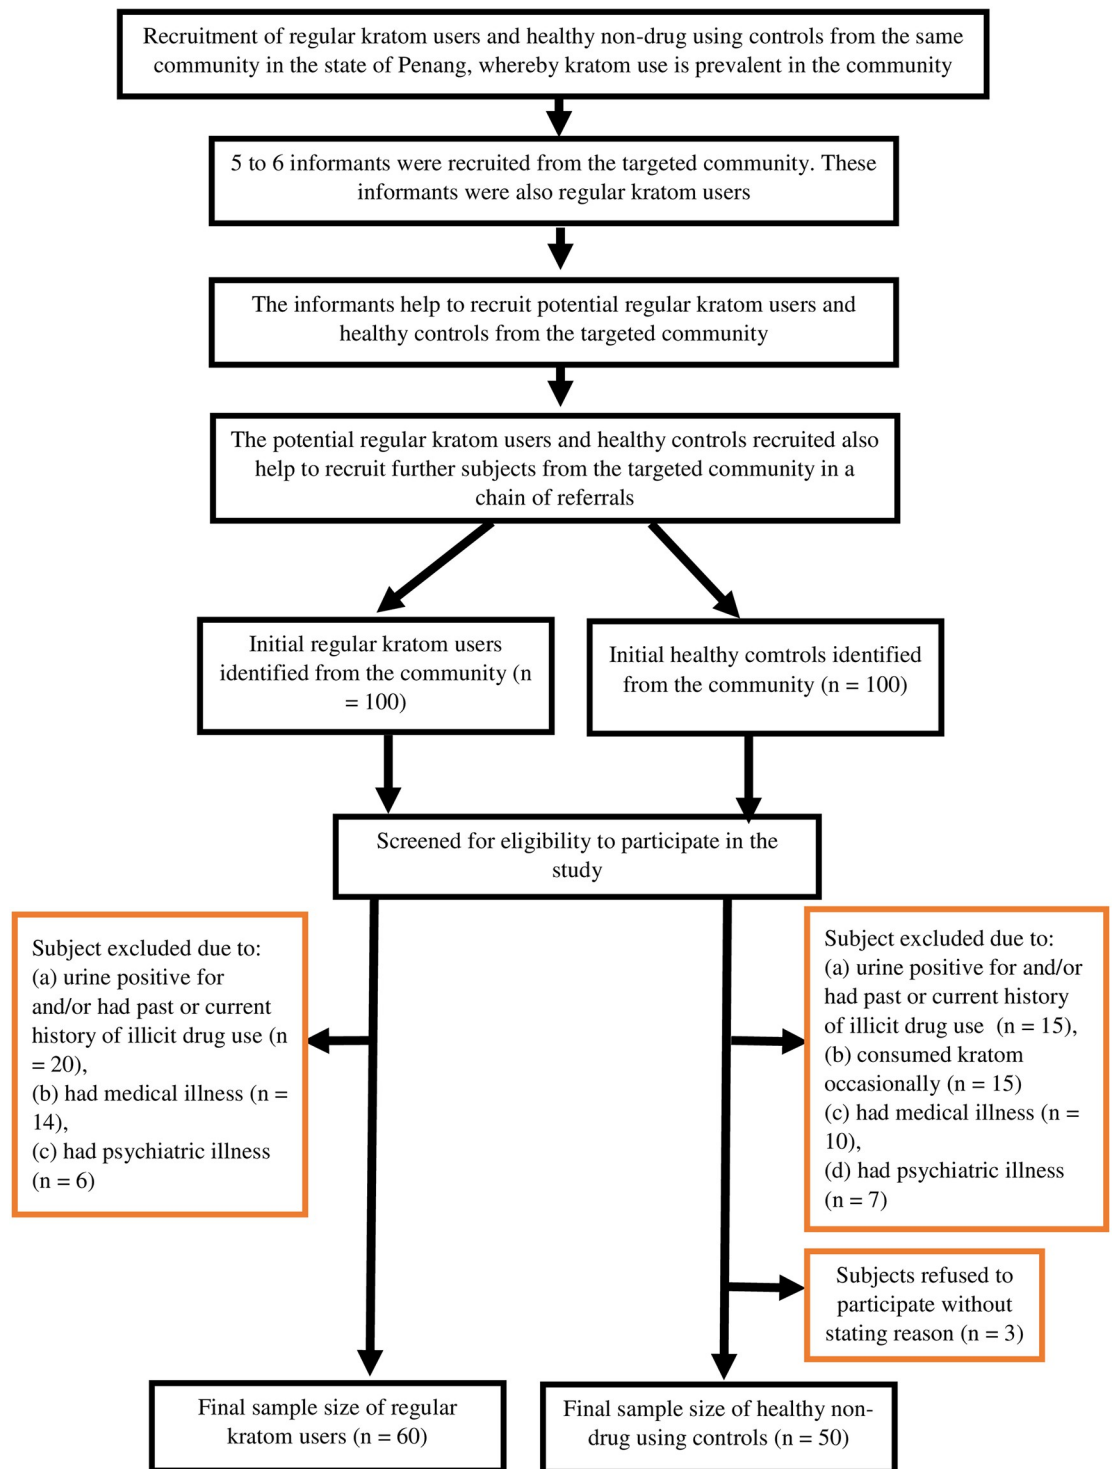 Recruitment of regular kratom users and healthy non-drug using controls from the same
community in the state of Penang, whereby kratom use is prevalent in the community
5 to 6 informants were recruited from the targeted community. These
informants were also regular kratom users
The informants help to recruit potential regular kratom users and
healthy controls from the targeted community
The potential regular kratom users and healthy controls recruited also
help to recruit further subjects from the targeted community in a
chain of referrals
Initial regular kratom users
identified from the community (n
= 100)
Initial healthy comtrols identified
from the community (n = 100)
Screened for eligibility to participate in the
study
Subject excluded due to:
(a) urine positive for
and/or had past or current
history of illicit drug use (n
= 20),
(b) had medical illness (n =
14),
(c) had psychiatric illness
(n = 6)
Subject excluded due to:
(a) urine positive for and/or
had past or current history
of illicit drug use  (n = 15),
(b) consumed kratom
occasionally (n = 15)
(c) had medical illness (n =
10),
(d) had psychiatric illness
(n = 7)
Subjects refused to
participate without
stating reason (n = 3)
Final sample size of regular
kratom users (n = 60)
Final sample size of healthy non-
drug using controls (n = 50)